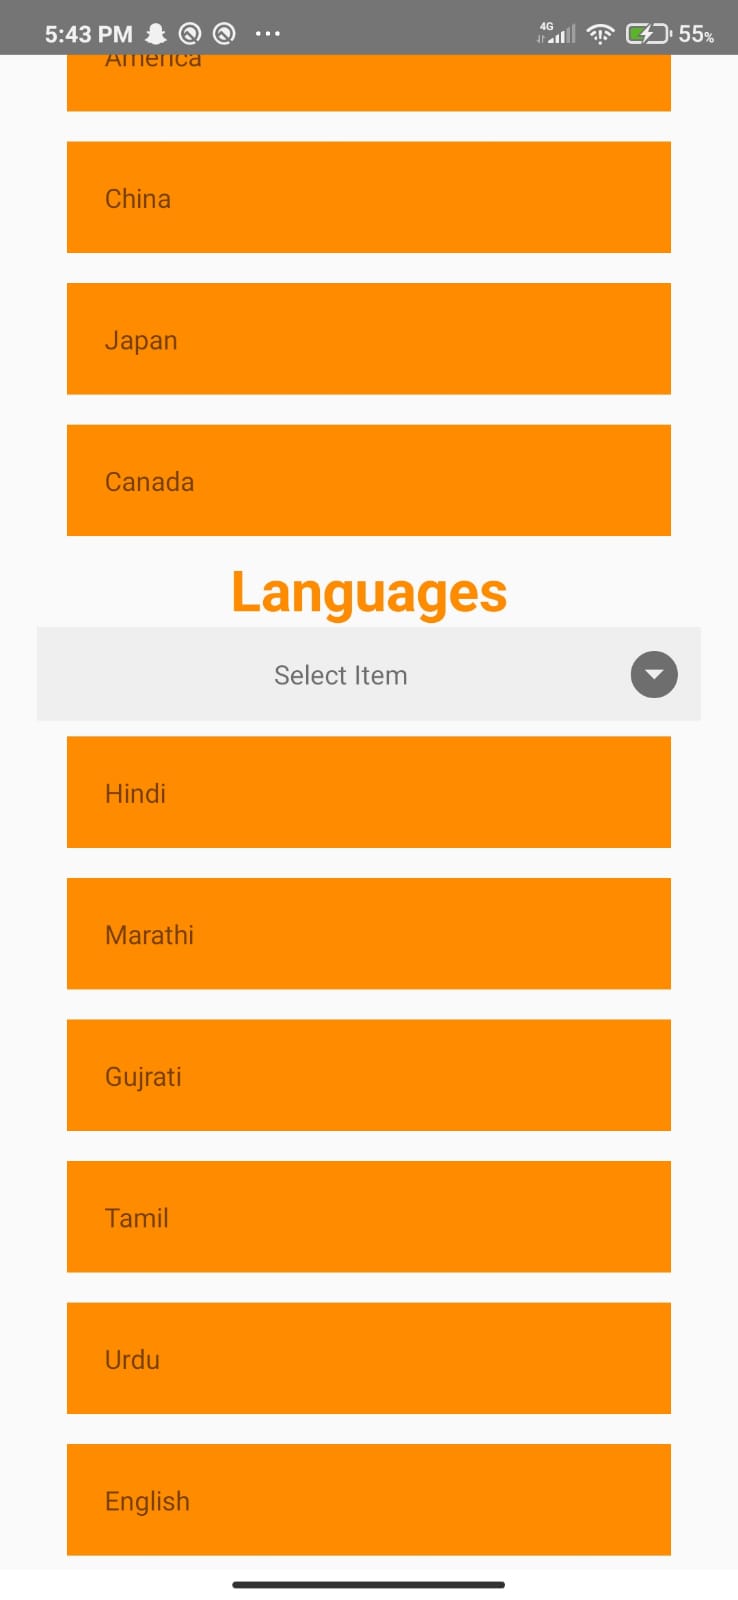 5:43 PM
4G
55%
America
China
Japan
Canada
Languages
Select Item
Hindi
Marathi
Gujrati
Tamil
Urdu
English